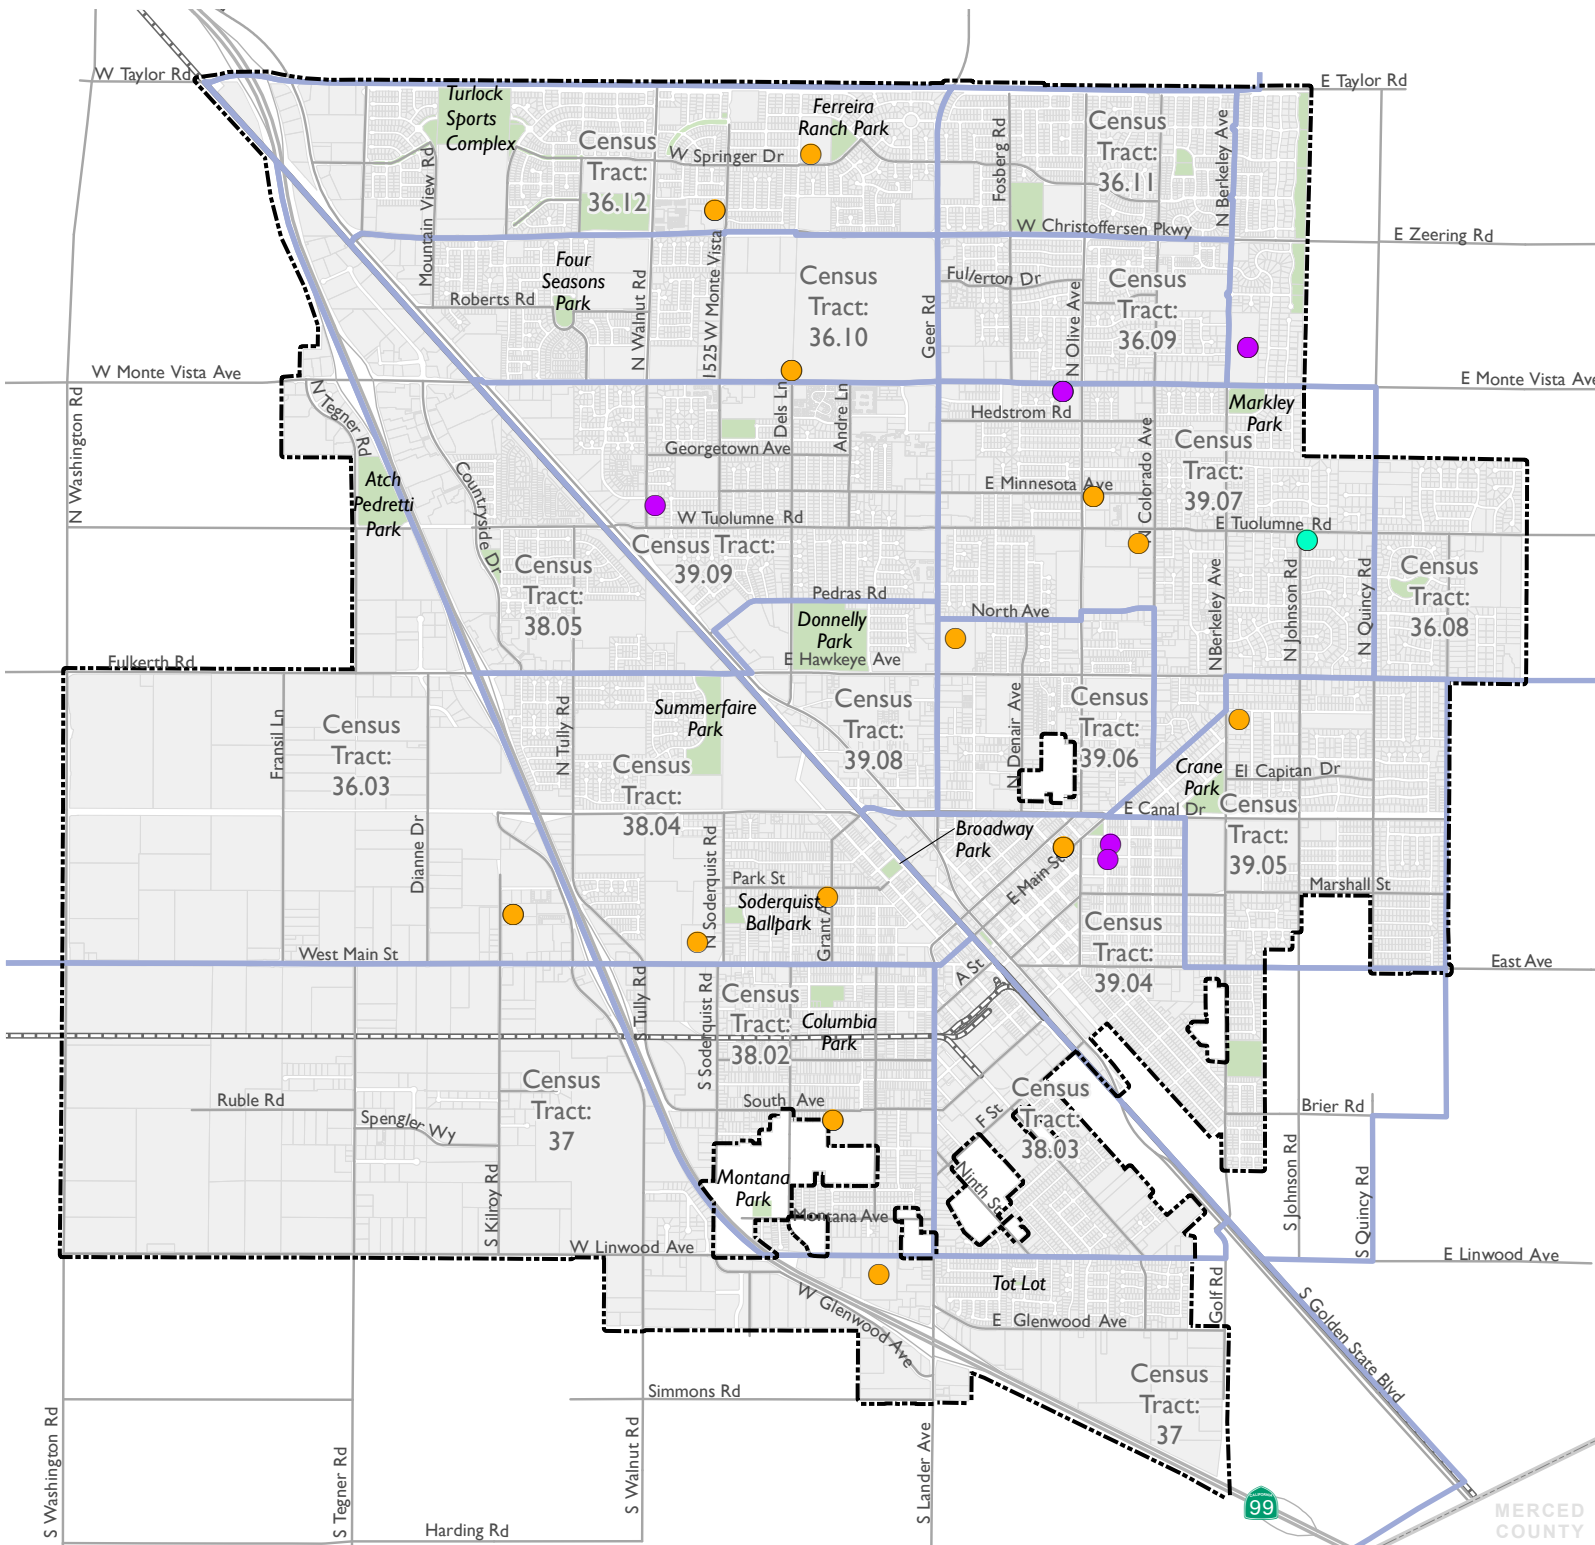 W Taylor Rd
E Taylor Rd
Turlock
Sports
Complex
Ferreira
Ranch Park
Census
Tract:
36.12
Census
Tract:
36.11
W Springer Dr
Fosberg Rd
N Berkeley Ave
Mountain View Rd
W Christoffersen Pkwy
E Zeering Rd
Four
Seasons
Park
Roberts Rd
N Walnut Rd
1525 W Monte Vista
Census
Tract:
36.10
Geer Rd
Fullerton Dr
N Olive Ave
Census
Tract:
36.09
W Monte Vista Ave
E Monte Vista Ave
N Washington Rd
N Tegner Rd
Dels Ln
Andre Ln
Hedstrom Rd
Markley
Park
Georgetown Ave
N Colorado Ave
Census
Tract:
39.07
Atch
Pedretti
Park
Countryside Dr
E Minnesota Ave
W Tuolumne Rd
E Tuolumne Rd
Census Tract:
39.09
Census
Tract:
38.05
Census
Tract:
36.08
Pedras Rd
North Ave
Donnelly
Park
NBerkeley Ave
N Johnson Rd
N Quincy Rd
Fulkerth Rd
E Hawkeye Ave
Fransil Ln
Census
Tract:
36.03
N Tully Rd
Summerfaire
Park
Census
Tract:
39.08
N Denair Ave
Census
Tract:
39.06
Census
Tract:
38.04
Crane
Park
El Capitan Dr
E Canal Dr
Census
Tract:
39.05
Dianne Dr
N Soderquist Rd
Broadway
Park
Park St
E Main St
Marshall St
Soderquist
Ballpark
Grant A
Census
Tract:
39.04
West Main St
A St
East Ave
S Tully Rd
S Soderquist Rd
Census
Tract:
38.02
Columbia
Park
Census
Tract:
37
Ruble Rd
Spengler Wy
South Ave
F St
Census
Tract:
38.03
Brier Rd
S Kilroy Rd
Montana
Park
Ninth St
Montana Ave
S Johnson Rd
S Quincy Rd
W Linwood Ave
E Linwood Ave
Tot Lot
Golf Rd
W Glenwood Ave
E Glenwood Ave
S Golden State Blvd
Census
Tract:
37
Simmons Rd
S Washington Rd
S Tegner Rd
S Walnut Rd
S Lander Ave
Harding Rd
CALIFORNIA
99
MERCED
COUNTY